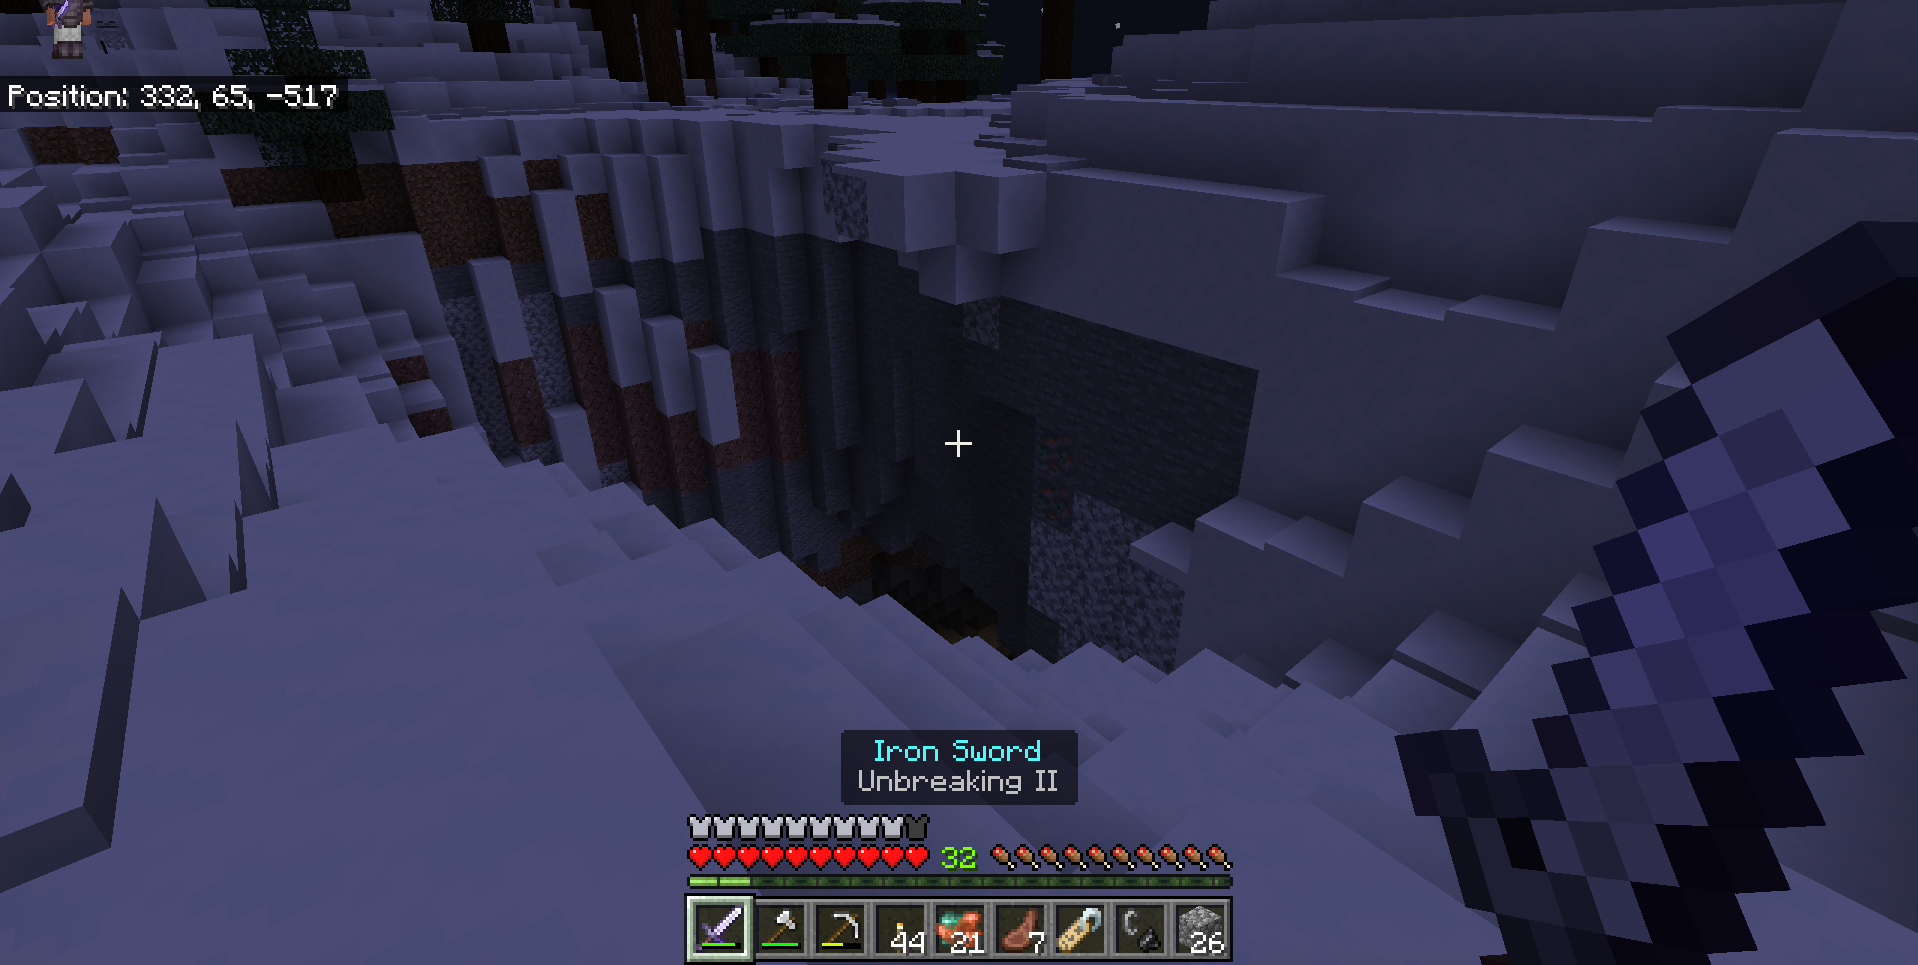 Position: 332, 65, -517
Iron Sword
Unbreaking II
32
44 21 7 26